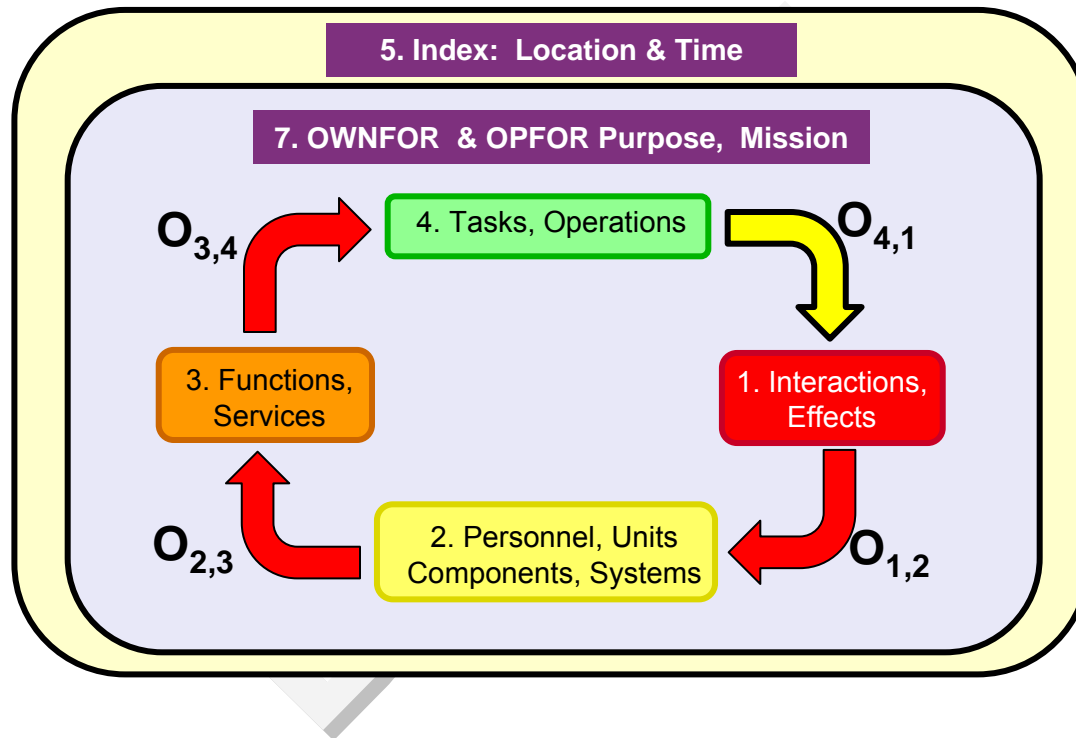 5. Index: Location & Time
7. OWNFOR & OPFOR Purpose, Mission
O3,4
4. Tasks, Operations
O4,1
3. Functions,
Services
1. Interactions,
Effects
O2,3
2. Personnel, Units
Components, Systems
O1,2